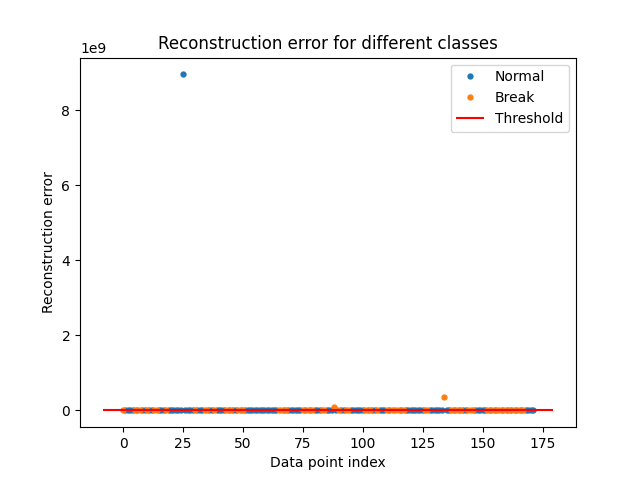 Reconstruction error for different classes
1e9
Normal
Break
Threshold
8
6
4
2
0
Reconstruction error
0 25 50 75 100 125 150 175
Data point index